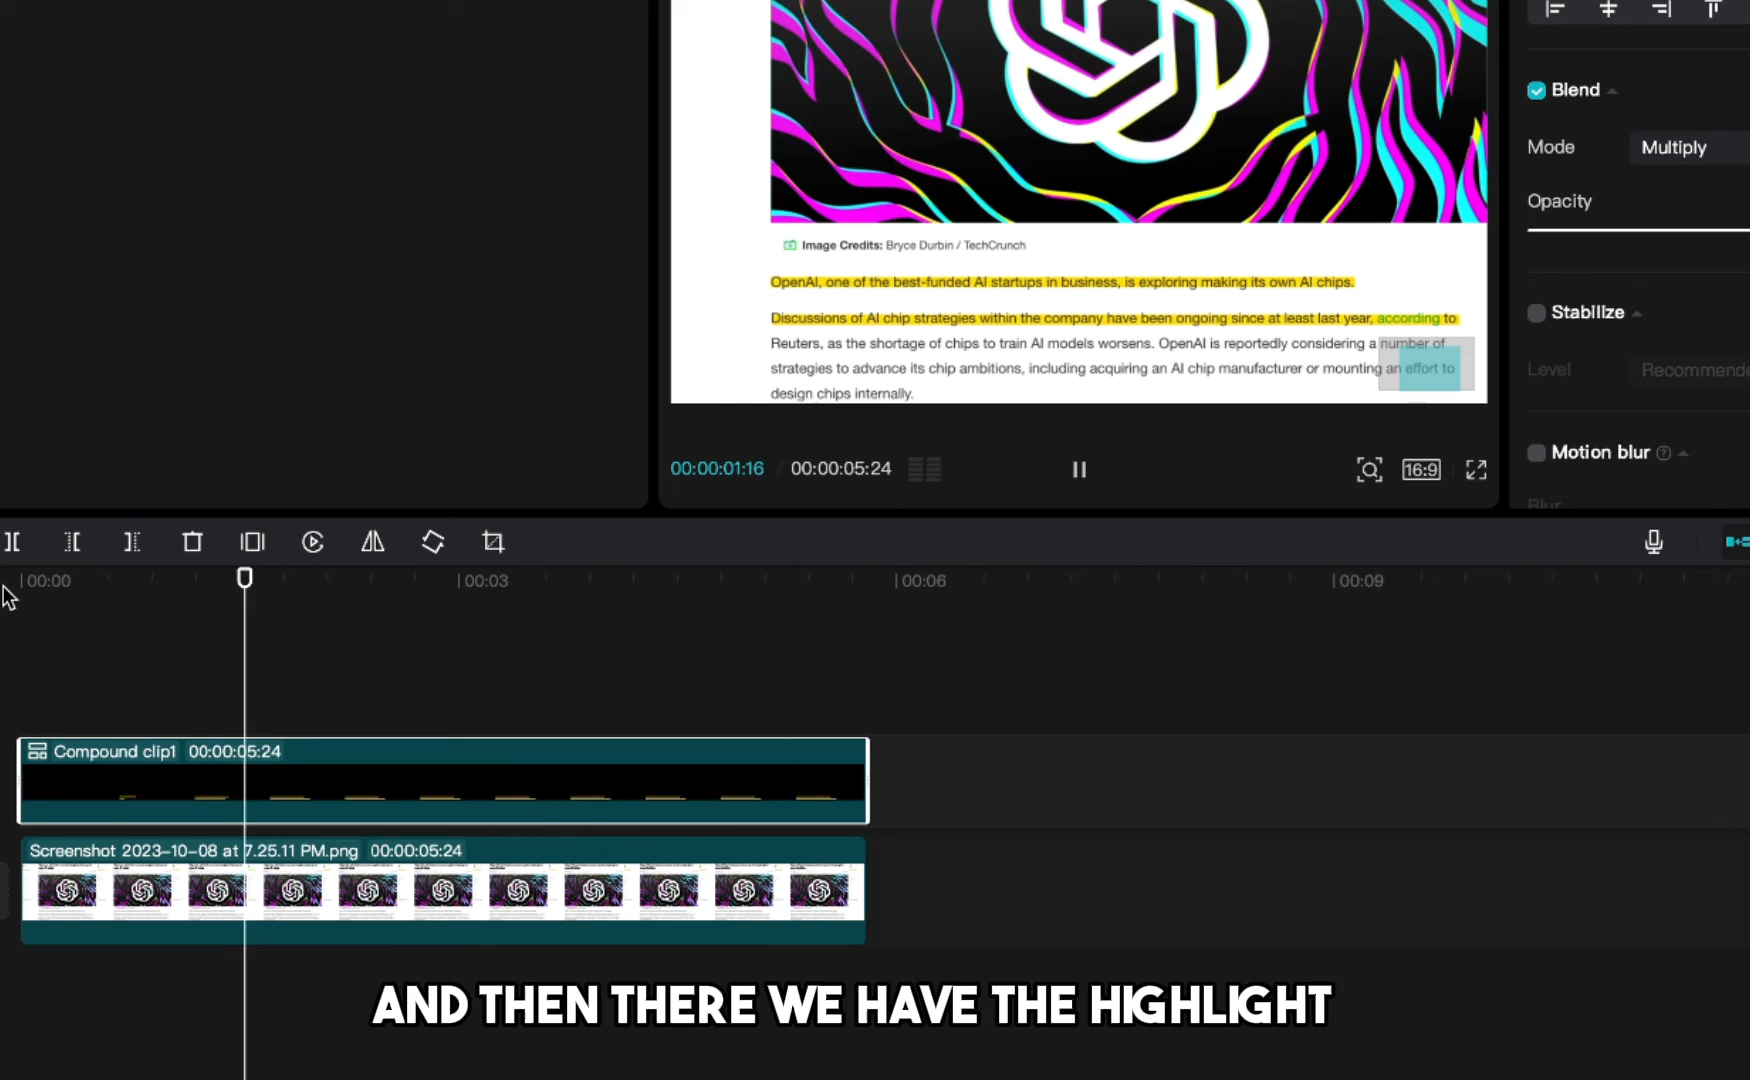 Blend
Mode Multiply
Opacity
Image Credits: Bryce Durbin / TechCrunch
OpenAI, one of the best-funded AI startups in business, is exploring making its own AI chips.
Discussions of AI chip strategies within the company have been ongoing since at least last year, according to
Reuters, as the shortage of chips to train AI models worsens. OpenAI is reportedly considering a number of
strategies to advance its chip ambitions, including acquiring an AI chip manufacturer or mounting an effort to
design chips internally.
Stabilize
Level Recommende
Motion blur
Blur
00:00:01:16 / 00:00:05:24
16:9
00:00 00:03 00:06 00:09
Compound clip1 00:00:05:24
Screenshot 2023-10-08 at 7.25.11 PM.png 00:00:05:24
AND THEN THERE WE HAVE THE HIGHLIGHT